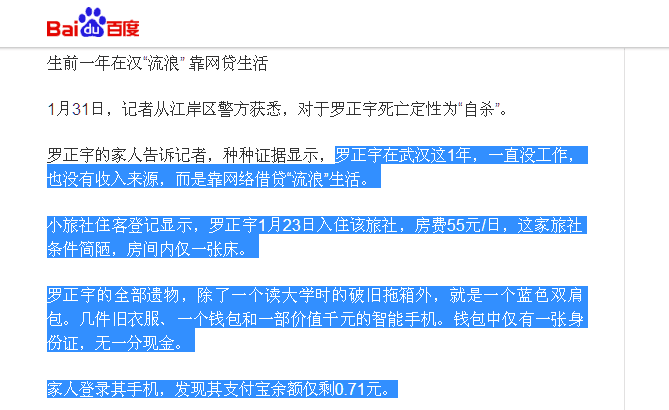 Bai du 百度
生前一年在汉“流浪” 靠网贷生活
1月31日，记者从江岸区警方获悉，对于罗正宇死亡定性为“自杀”。
罗正宇的家人告诉记者，种种证据显示，罗正宇在武汉这1年，一直没工作，
也没有收入来源，而是靠网络借贷“流浪”生活。
小旅社住客登记显示，罗正宇1月23日入住该旅社，房费55元/日，这家旅社
条件简陋，房间内仅一张床。
罗正宇的全部遗物，除了一个读大学时的破旧拖箱外，就是一个蓝色双肩
包。几件旧衣服、一个钱包和一部价值千元的智能手机。钱包中仅有一张身
份证，无一分现金。
家人登录其手机，发现其支付宝余额仅剩0.71元。